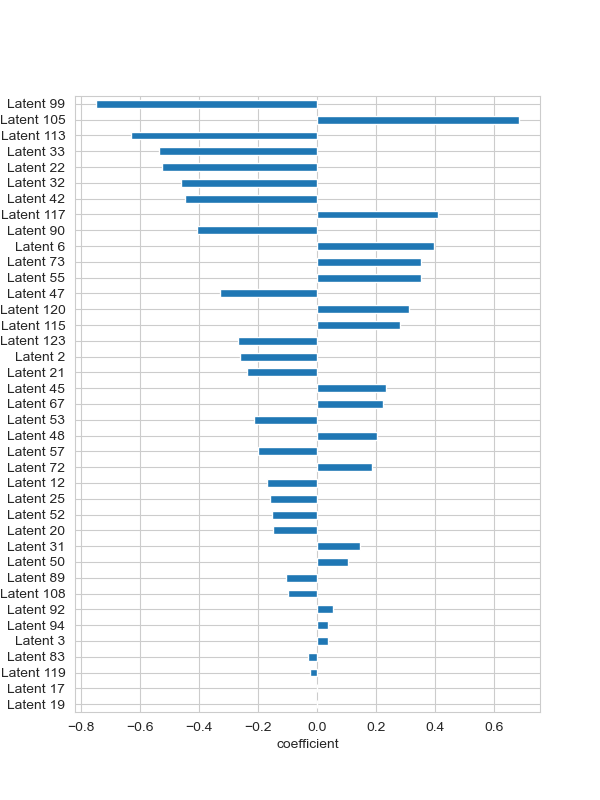 Latent 99
Latent 105
Latent 113
Latent 33
Latent 22
Latent 32
Latent 42
Latent 117
Latent 90
Latent 6
Latent 73
Latent 55
Latent 47
Latent 120
Latent 115
Latent 123
Latent 2
Latent 21
Latent 45
Latent 67
Latent 53
Latent 48
Latent 57
Latent 72
Latent 12
Latent 25
Latent 52
Latent 20
Latent 31
Latent 50
Latent 89
Latent 108
Latent 92
Latent 94
Latent 3
Latent 83
Latent 119
Latent 17
Latent 19
−0.8 −0.6 −0.4 −0.2 0.0 0.2 0.4 0.6
coefficient